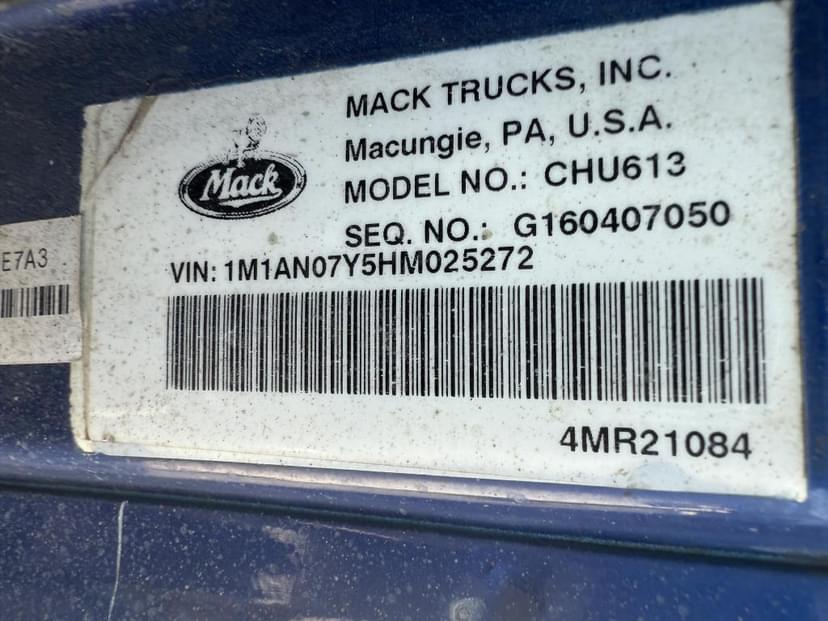 MACK TRUCKS, INC.
Macungie, PA, U.S.A.
Mack
MODEL NO.: CHU613
SEQ. NO.: G160407050
E7A3
VIN: 1M1AN07Y5HM025272
4MR21084